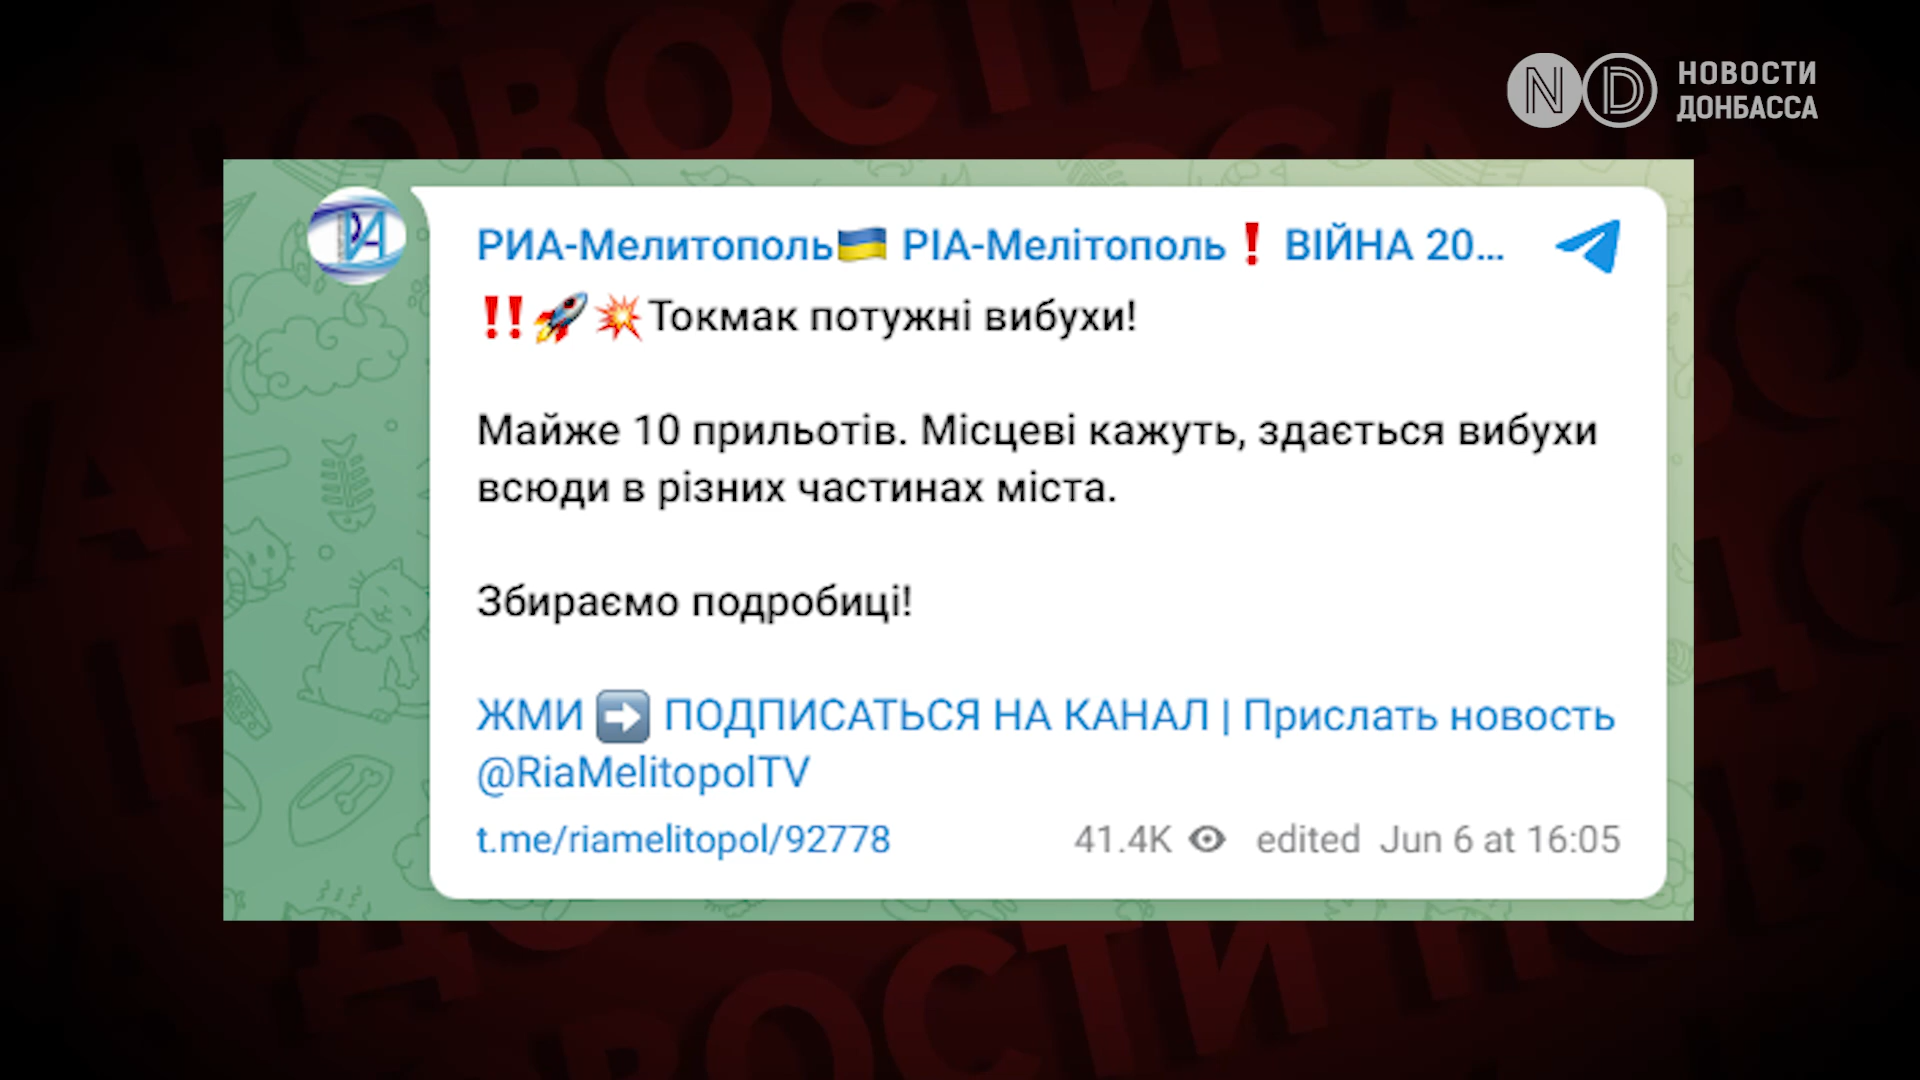 НОВОСТИ
ДОНБАССА
РИА-Мелитополь🇺🇦 РІА-Мелітополь❗ ВІЙНА 20...
‼️🚀💥Токмак потужні вибухи!
Майже 10 прильотів. Місцеві кажуть, здається вибухи
всюди в різних частинах міста.
Збираємо подробиці!
ЖМИ ➡️ ПОДПИСАТЬСЯ НА КАНАЛ | Прислать новость
@RiaMelitopolTV
t.me/riamelitopol/92778 41.4K edited Jun 6 at 16:05